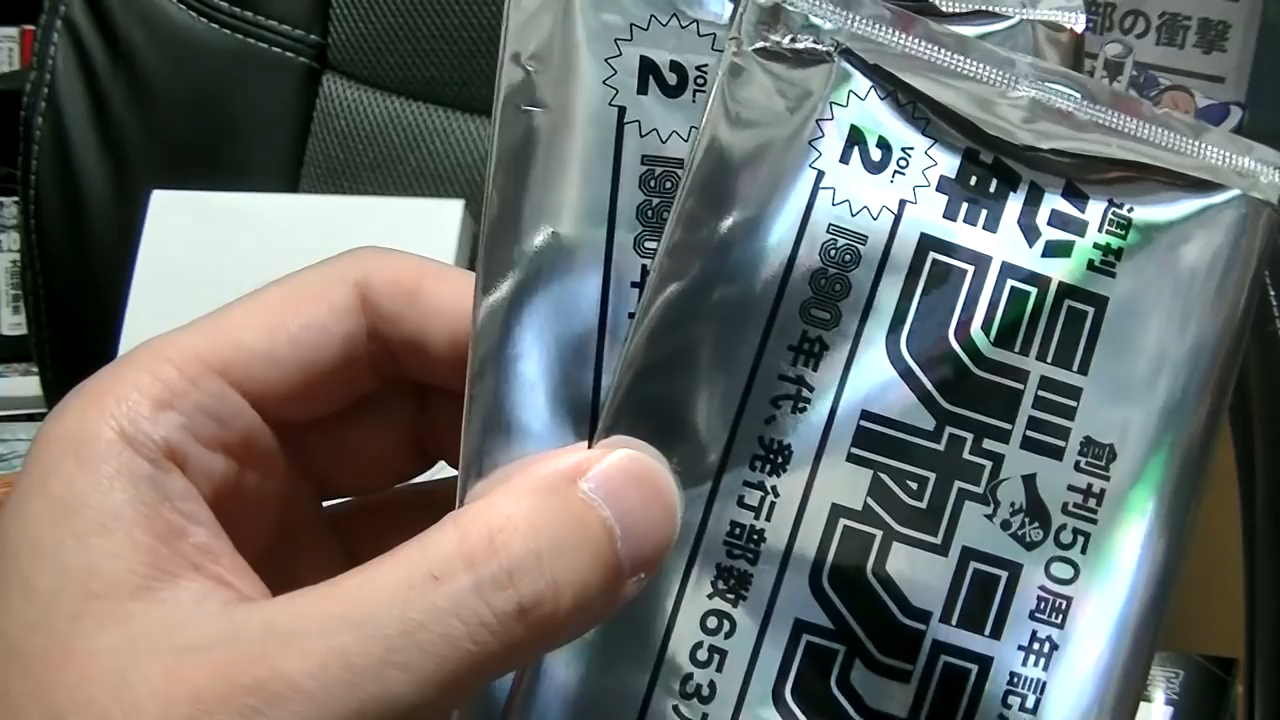 部の衝撃
VOL.
2
1990年
VOL.
2
週刊
少年
ジャンプ
創刊50周年記
1990年代、発行部数653万